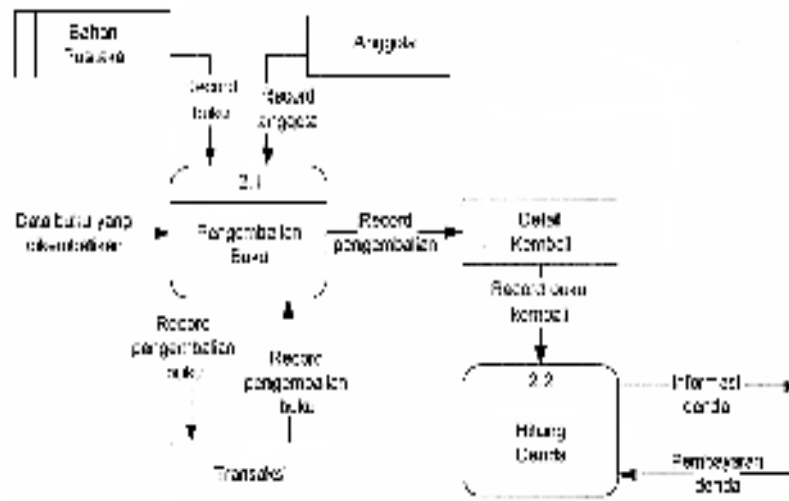 Bahan
Pustaka
Anggota
Record
buku
Record
anggota
2.1
Data buku yang
dikembalikan
Pengembalian
Buku
Record
pengembalian
Detail
Kembali
Record buku
kembali
Record
pengembalian
buku
Record
pengembalian
buku
Transaksi
2.2
Hitung
Denda
Informasi
denda
Pembayaran
denda